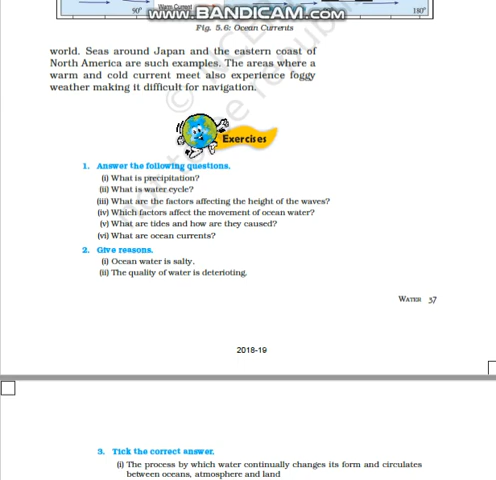 90° Warm Current 180°
WWW.BANDICAM.COM
Fig. 5.6: Ocean Currents
world. Seas around Japan and the eastern coast of
North America are such examples. The areas where a
warm and cold current meet also experience foggy
weather making it difficult for navigation.
Exercises
1. Answer the following questions.
(i) What is precipitation?
(ii) What is water cycle?
(iii) What are the factors affecting the height of the waves?
(iv) Which factors affect the movement of ocean water?
(v) What are tides and how are they caused?
(vi) What are ocean currents?
2. Give reasons.
(i) Ocean water is salty.
(ii) The quality of water is deterioting.
WATER 37
2018-19
3. Tick the correct answer.
(i) The process by which water continually changes its form and circulates
between oceans, atmosphere and land